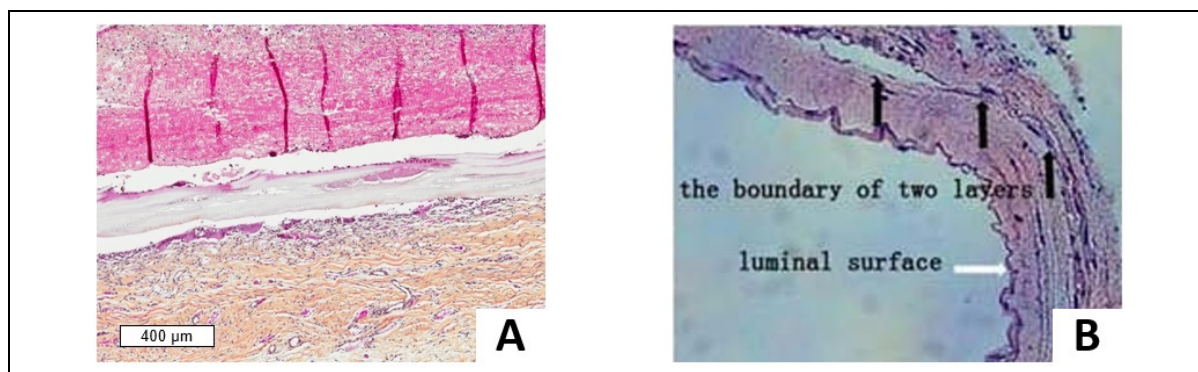 400 µm
A
the boundary of two layers
luminal surface
B